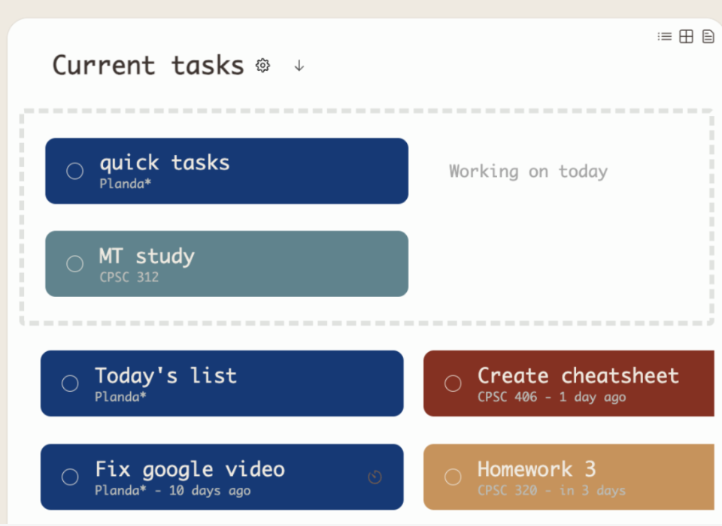 Current tasks
quick tasks
Planda*
Working on today
MT study
CPSC 312
Today's list
Planda*
Create cheatsheet
CPSC 406 - 1 day ago
Fix google video
Planda* - 10 days ago
Homework 3
CPSC 320 - in 3 days